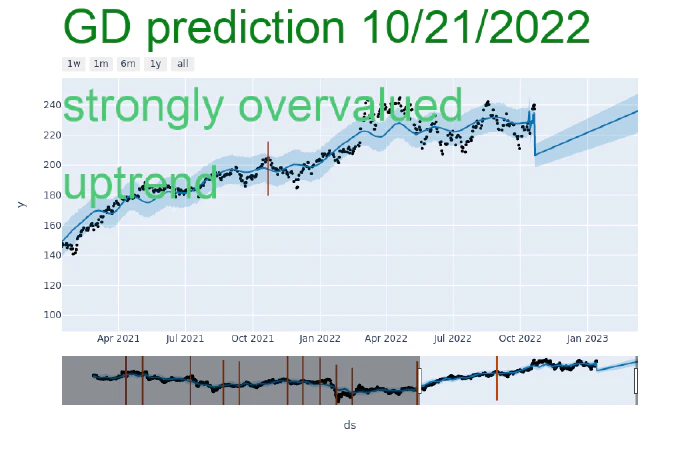 GD prediction 10/21/2022
1w 1m 6m 1y all
strongly overvalued
uptrend
240
220
200
180
160
140
120
100
y
Apr 2021 Jul 2021 Oct 2021 Jan 2022 Apr 2022 Jul 2022 Oct 2022 Jan 2023
ds